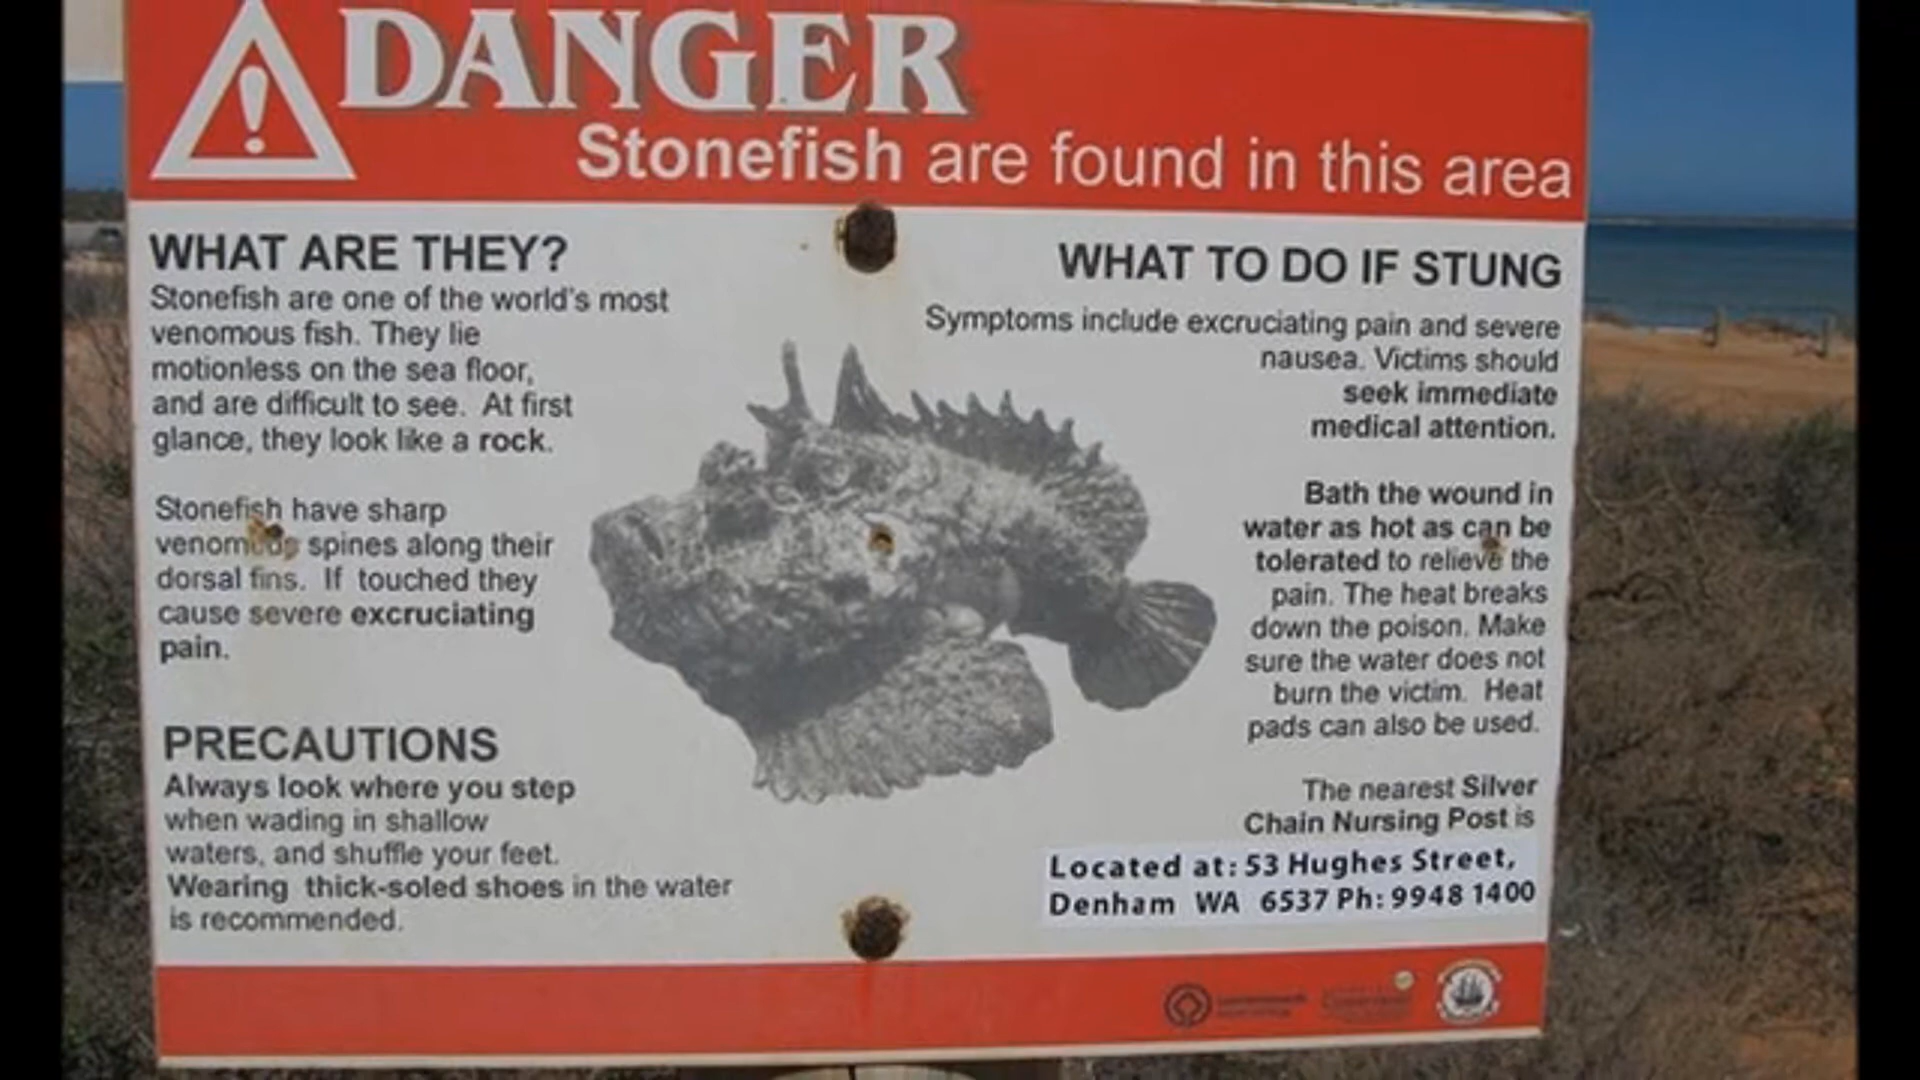 DANGER
Stonefish are found in this area
WHAT ARE THEY?
Stonefish are one of the world's most
venomous fish. They lie
motionless on the sea floor,
and are difficult to see. At first
glance, they look like a rock.
Stonefish have sharp
venomous spines along their
dorsal fins. If touched they
cause severe excruciating
pain.
PRECAUTIONS
Always look where you step
when wading in shallow
waters, and shuffle your feet.
Wearing thick-soled shoes in the water
is recommended.
WHAT TO DO IF STUNG
Symptoms include excruciating pain and severe
nausea. Victims should
seek immediate
medical attention.
Bath the wound in
water as hot as can be
tolerated to relieve the
pain. The heat breaks
down the poison. Make
sure the water does not
burn the victim. Heat
pads can also be used.
The nearest Silver
Chain Nursing Post is
Located at: 53 Hughes Street,
Denham WA 6537 Ph: 9948 1400